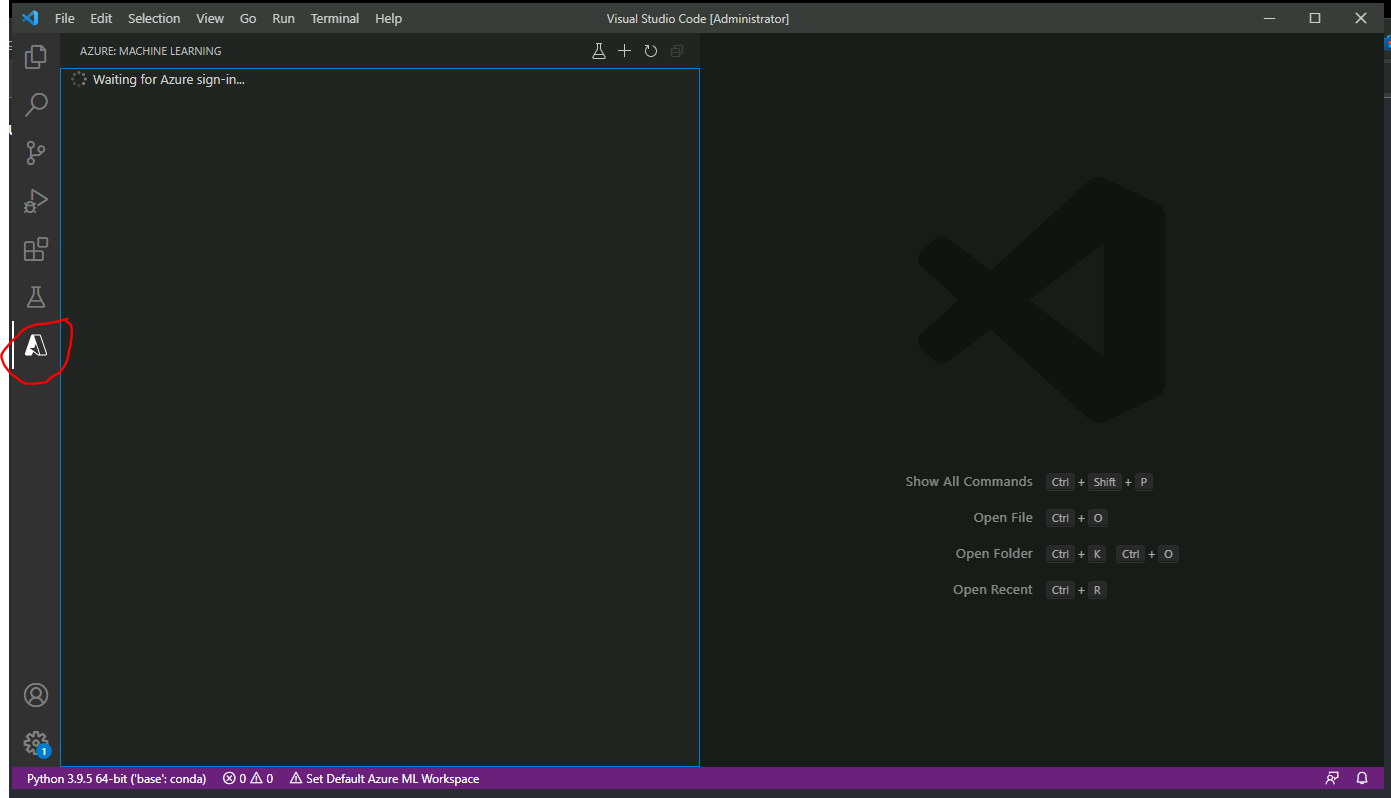 File Edit Selection View Go Run Terminal Help Visual Studio Code [Administrator]
AZURE: MACHINE LEARNING
Waiting for Azure sign-in...
Show All Commands Ctrl + Shift + P
Open File Ctrl + O
Open Folder Ctrl + K Ctrl + O
Open Recent Ctrl + R
1
Python 3.9.5 64-bit ('base': conda) 0 0 Set Default Azure ML Workspace